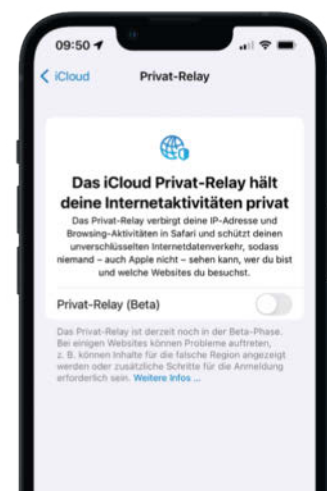 09:50
iCloud
Privat-Relay
Das iCloud Privat-Relay hält
deine Internetaktivitäten privat
Das Privat-Relay verbirgt deine IP-Adresse und
Browsing-Aktivitäten in Safari und schützt deinen
unverschlüsselten Internetdatenverkehr, sodass
niemand – auch Apple nicht – sehen kann, wer du bist
und welche Websites du besuchst.
Privat-Relay (Beta)
Das Privat-Relay ist derzeit noch in der Beta-Phase.
Bei einigen Websites können Probleme auftreten,
z. B. können Inhalte für die falsche Region angezeigt
werden oder zusätzliche Schritte für die Anmeldung
erforderlich sein. Weitere Infos ...